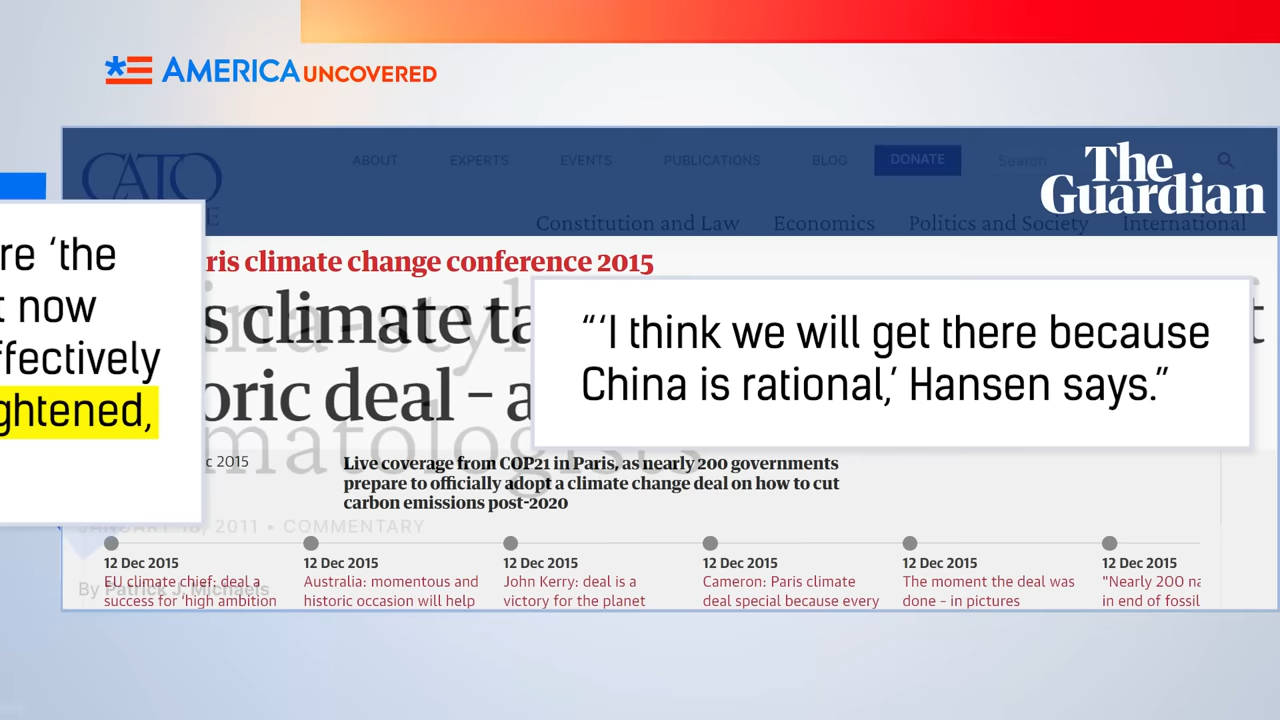 AMERICA UNCOVERED
CATO
ABOUT EXPERTS EVENTS PUBLICATIONS BLOG DONATE Search
The
Guardian
Constitution and Law Economics Politics and Society International
re ‘the
t now
ffectively
ghtened,
ris climate change conference 2015
s climate ta
oric deal – a
“‘I think we will get there because
China is rational,’ Hansen says.”
c 2015
Live coverage from COP21 in Paris, as nearly 200 governments
prepare to officially adopt a climate change deal on how to cut
carbon emissions post-2020
JANUARY 18, 2011 • COMMENTARY
By Patrick J. Michaels
12 Dec 2015
EU climate chief: deal a
success for ‘high ambition
12 Dec 2015
Australia: momentous and
historic occasion will help
12 Dec 2015
John Kerry: deal is a
victory for the planet
12 Dec 2015
Cameron: Paris climate
deal special because every
12 Dec 2015
The moment the deal was
done – in pictures
12 Dec 2015
"Nearly 200 na
in end of fossil